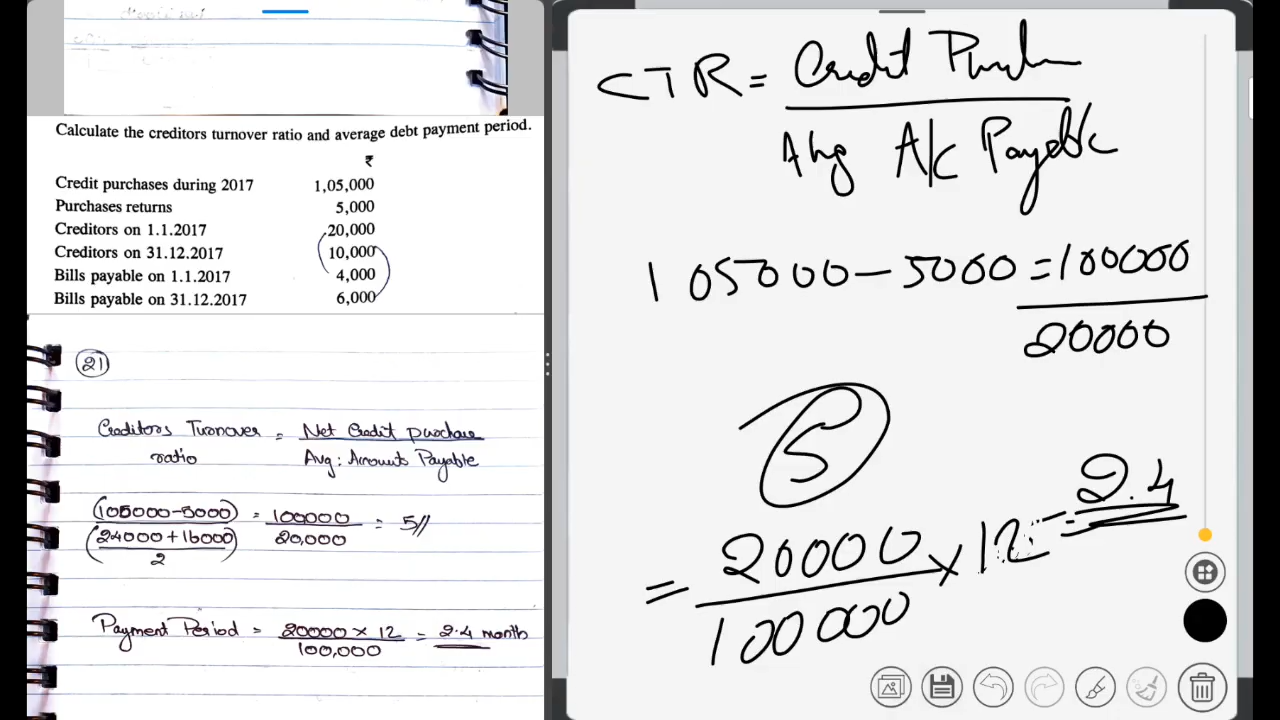 Calculate the creditors turnover ratio and average debt payment period.
₹
Credit purchases during 2017 1,05,000
Purchases returns 5,000
Creditors on 1.1.2017 20,000
Creditors on 31.12.2017 10,000
Bills payable on 1.1.2017 4,000
Bills payable on 31.12.2017 6,000
21
Creditors Turnover ratio = Net Credit purchase
Avg: Accounts Payable
(105000-5000) = 100000 = 5//
(24000+16000) 20,000
2
Payment Period = 20000 x 12 = 2.4 month
100,000
CTR = Credit Purch
Avg A/c Payable
105000-5000 = 100000
20000
5
= 20000 x 12 = 2.4
100000